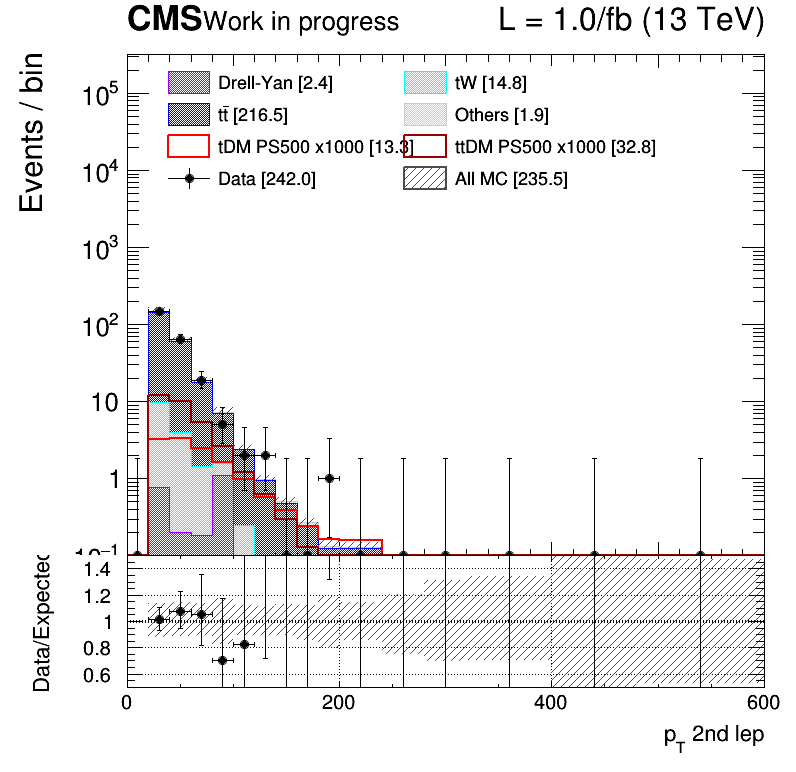 CMS Work in progress L = 1.0/fb (13 TeV)
Events / bin
Drell-Yan [2.4] tW [14.8]
tt̄ [216.5] Others [1.9]
tDM PS500 x1000 [13.3] ttDM PS500 x1000 [32.8]
Data [242.0] All MC [235.5]
10⁵
10⁴
10³
10²
10
1
10⁻¹
Data/Expected
1.4
1.2
1
0.8
0.6
0 200 400 600
p_T 2nd lep